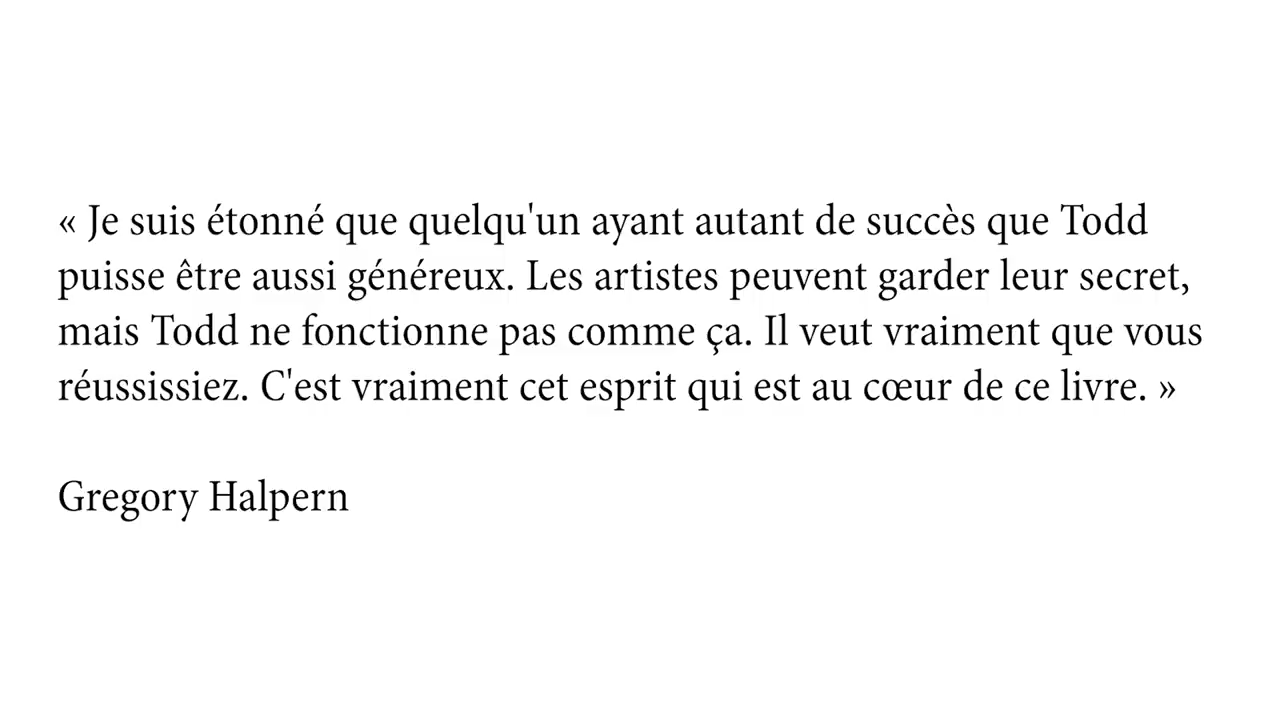 « Je suis étonné que quelqu'un ayant autant de succès que Todd
puisse être aussi généreux. Les artistes peuvent garder leur secret,
mais Todd ne fonctionne pas comme ça. Il veut vraiment que vous
réussissiez. C'est vraiment cet esprit qui est au cœur de ce livre. »
Gregory Halpern